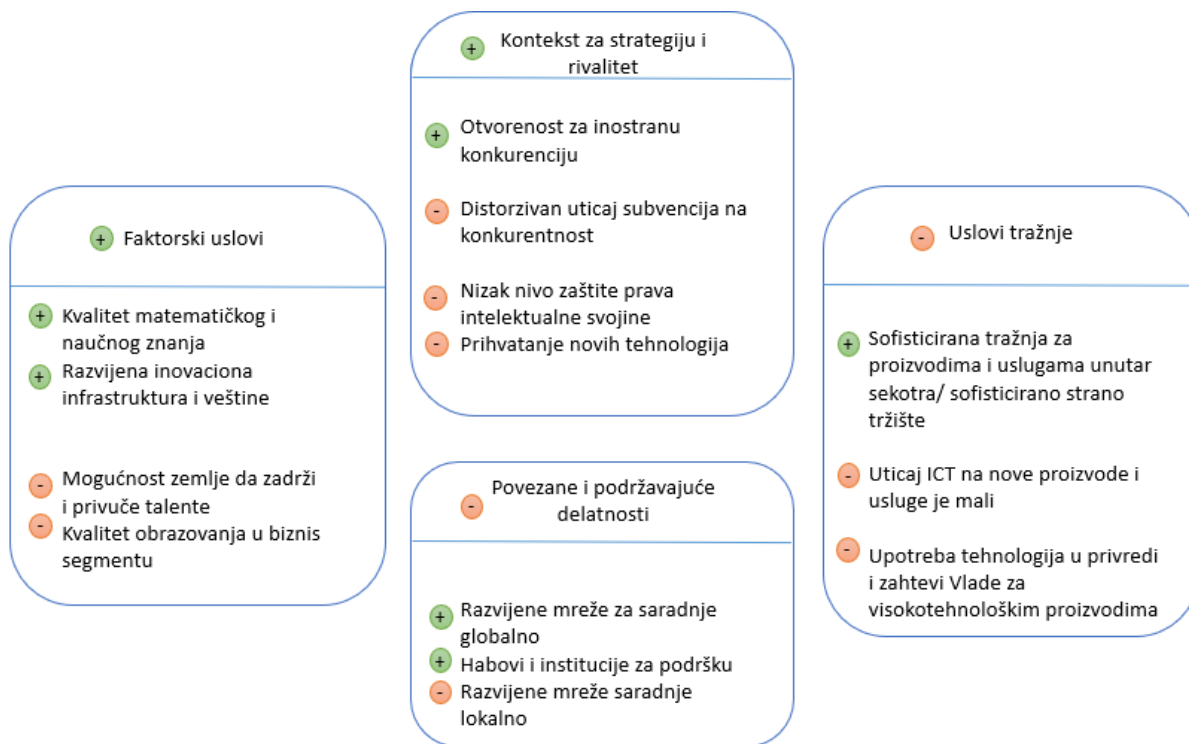 + Kontekst za strategiju i
rivalitet
+ Otvorenost za inostranu
konkurenciju
- Distorzivan uticaj subvencija na
konkurentnost
- Nizak nivo zaštite prava
intelektualne svojine
- Prihvatanje novih tehnologija
+ Faktorski uslovi
+ Kvalitet matematičkog i
naučnog znanja
+ Razvijena inovaciona
infrastruktura i veštine
- Mogućnost zemlje da zadrži
i privuče talente
- Kvalitet obrazovanja u biznis
segmentu
- Uslovi tražnje
+ Sofisticirana tražnja za
proizvodima i uslugama unutar
sekotra/ sofisticirano strano
tržište
- Uticaj ICT na nove proizvode i
usluge je mali
- Upotreba tehnologija u privredi
i zahtevi Vlade za
visokotehnološkim proizvodima
- Povezane i podržavajuće
delatnosti
+ Razvijene mreže za saradnje
globalno
+ Habovi i institucije za podršku
- Razvijene mreže saradnje
lokalno